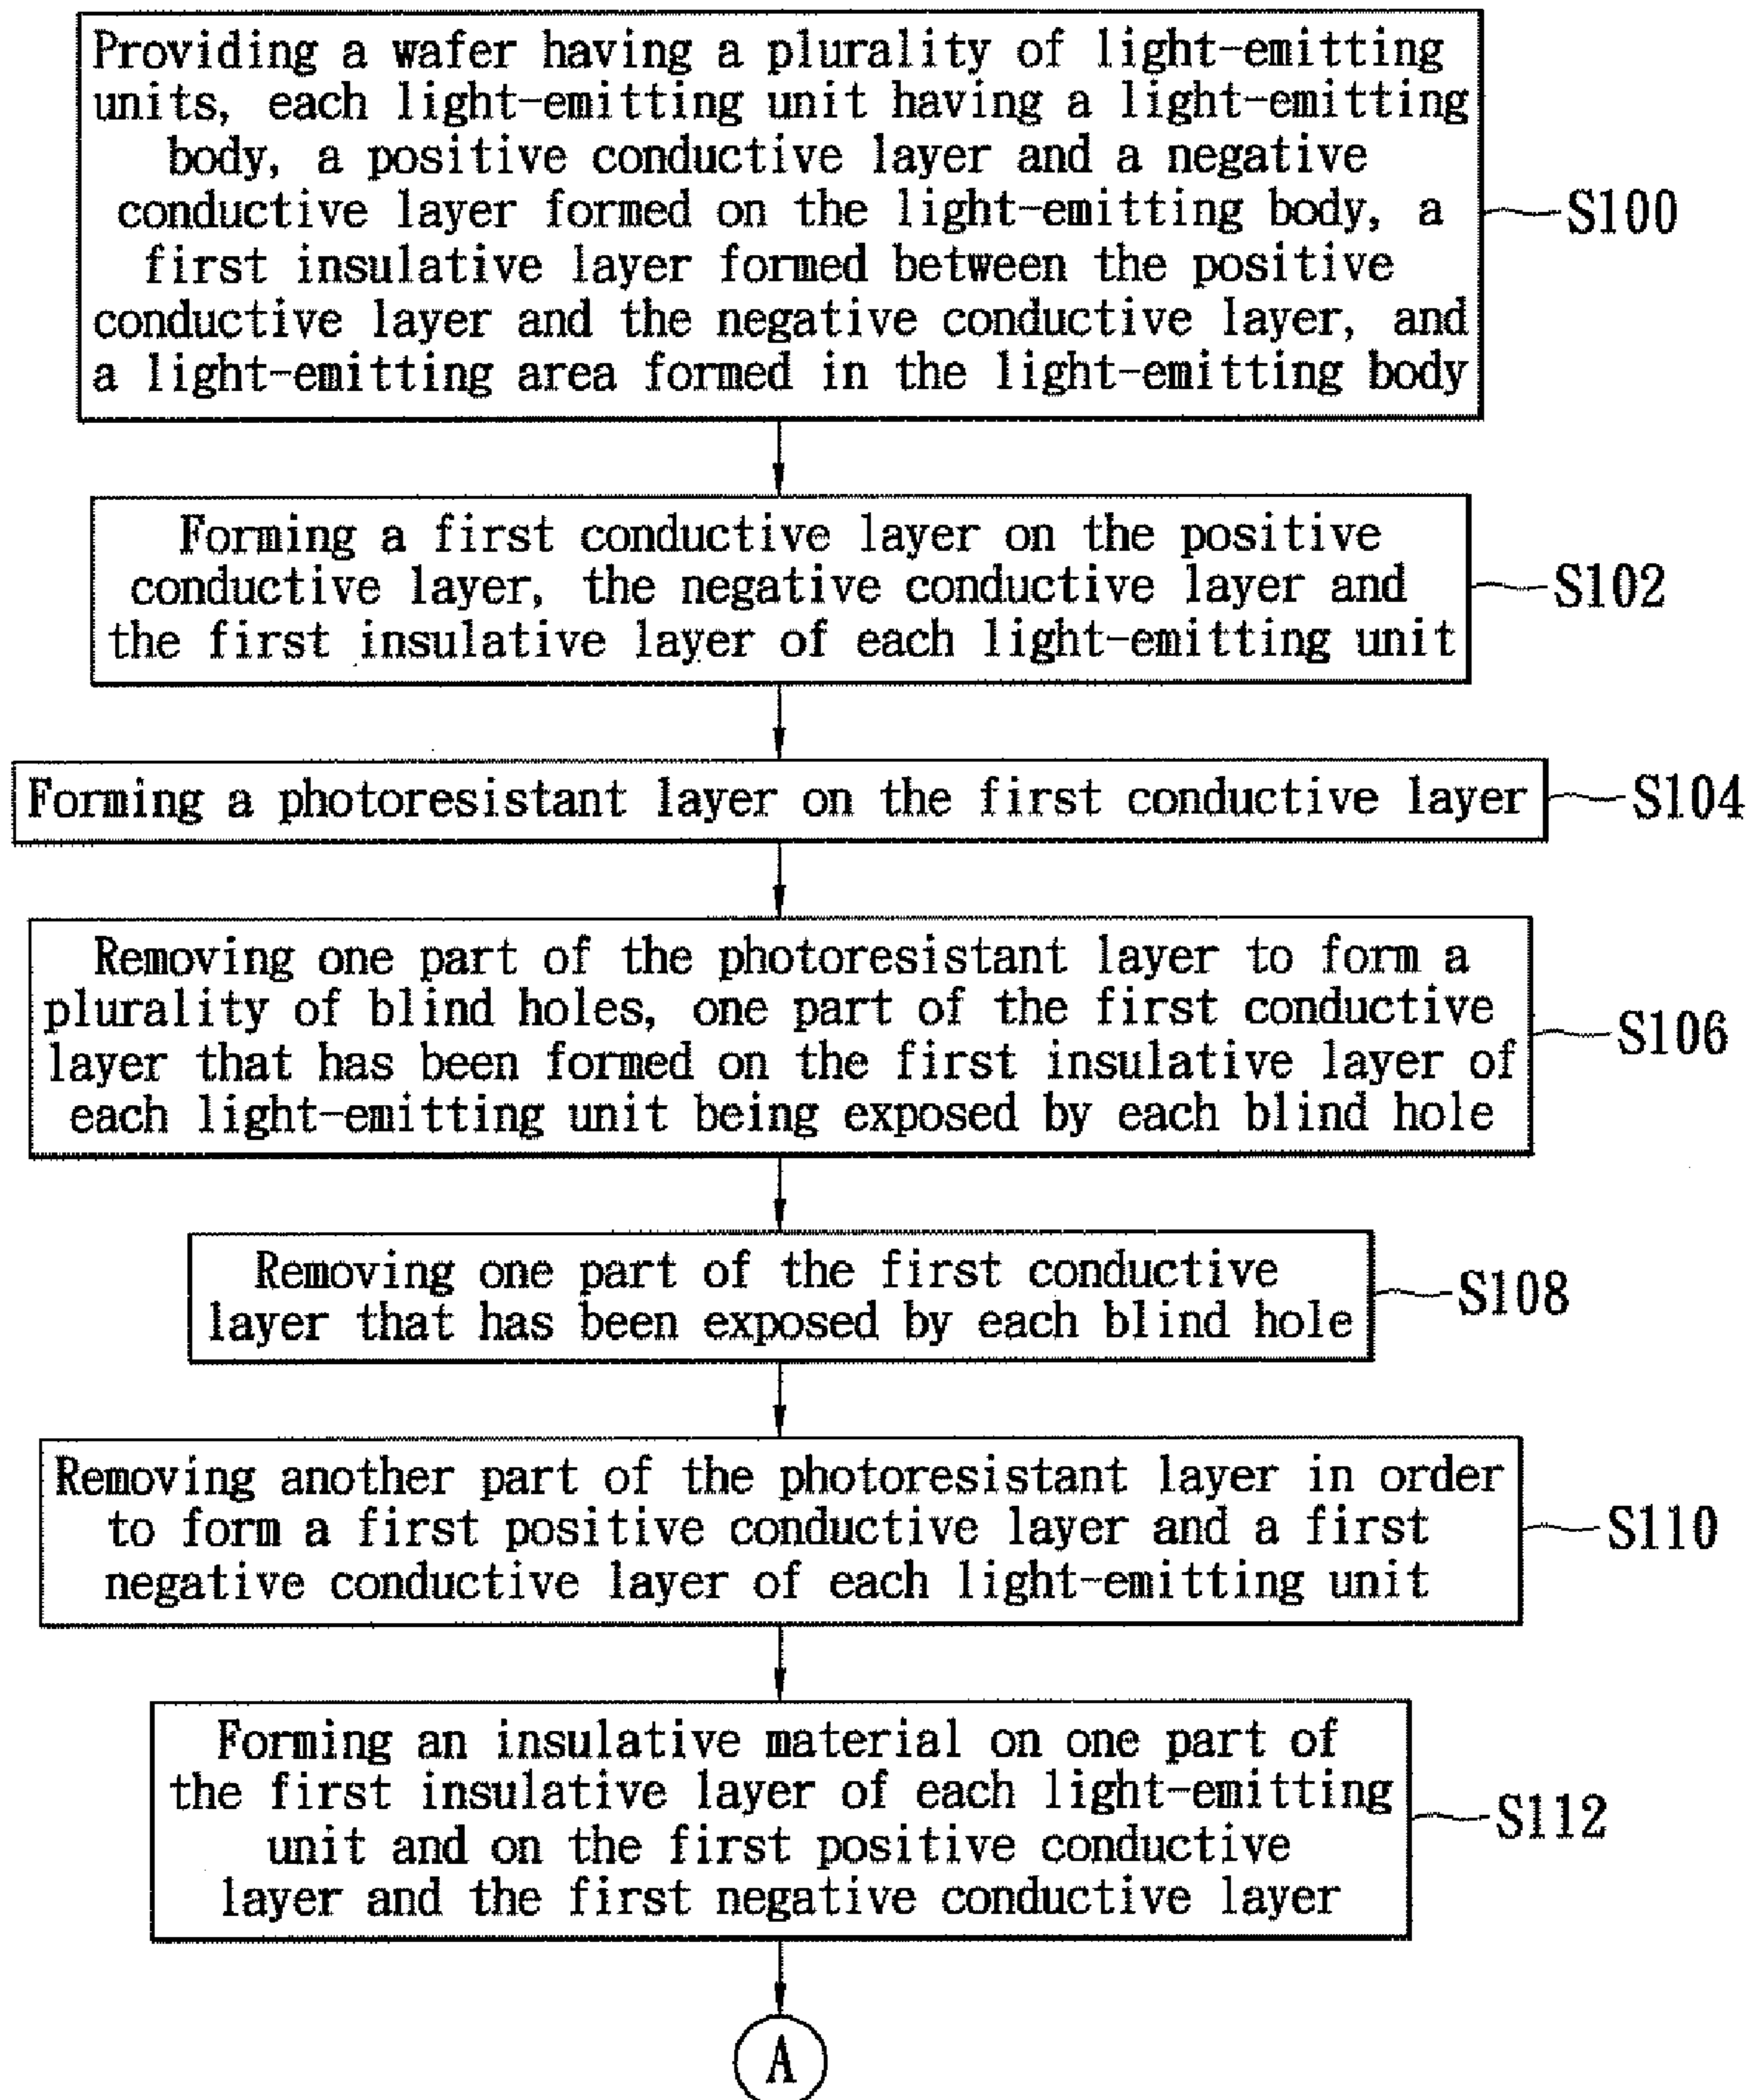 Providing a wafer having a plurality of light-emitting
units, each light-emitting unit having a light-emitting
body, a positive conductive layer and a negative
conductive layer formed on the light-emitting body, a
first insulative layer formed between the positive
conductive layer and the negative conductive layer, and
a light-emitting area formed in the light-emitting body
S100
Forming a first conductive layer on the positive
conductive layer, the negative conductive layer and
the first insulative layer of each light-emitting unit
S102
Forming a photoresistant layer on the first conductive layer
S104
Removing one part of the photoresistant layer to form a
plurality of blind holes, one part of the first conductive
layer that has been formed on the first insulative layer of
each light-emitting unit being exposed by each blind hole
S106
Removing one part of the first conductive
layer that has been exposed by each blind hole
S108
Removing another part of the photoresistant layer in order
to form a first positive conductive layer and a first
negative conductive layer of each light-emitting unit
S110
Forming an insulative material on one part of
the first insulative layer of each light-emitting
unit and on the first positive conductive
layer and the first negative conductive layer
S112
A